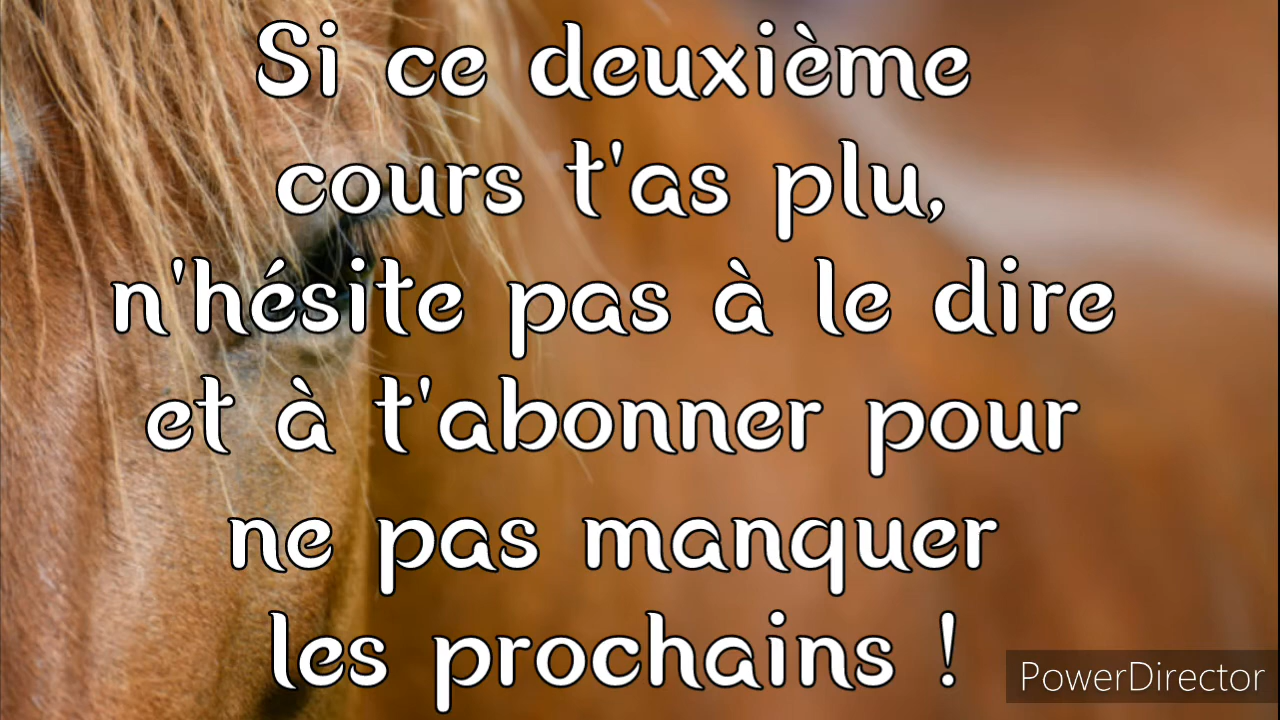 Si ce deuxième
cours t'as plu,
n'hésite pas à le dire
et à t'abonner pour
ne pas manquer
les prochains !
PowerDirector